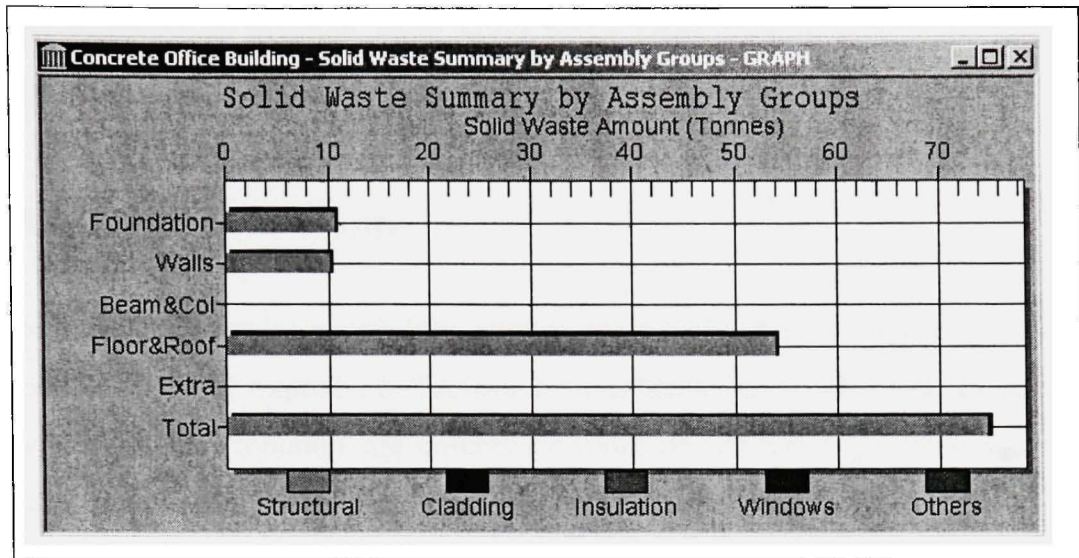 Concrete Office Building - Solid Waste Summary by Assembly Groups - GRAPH
Solid Waste Summary by Assembly Groups
Solid Waste Amount (Tonnes)
0 10 20 30 40 50 60 70
Foundation
Walls
Beam&Col
Floor&Roof
Extra
Total
Structural Cladding Insulation Windows Others